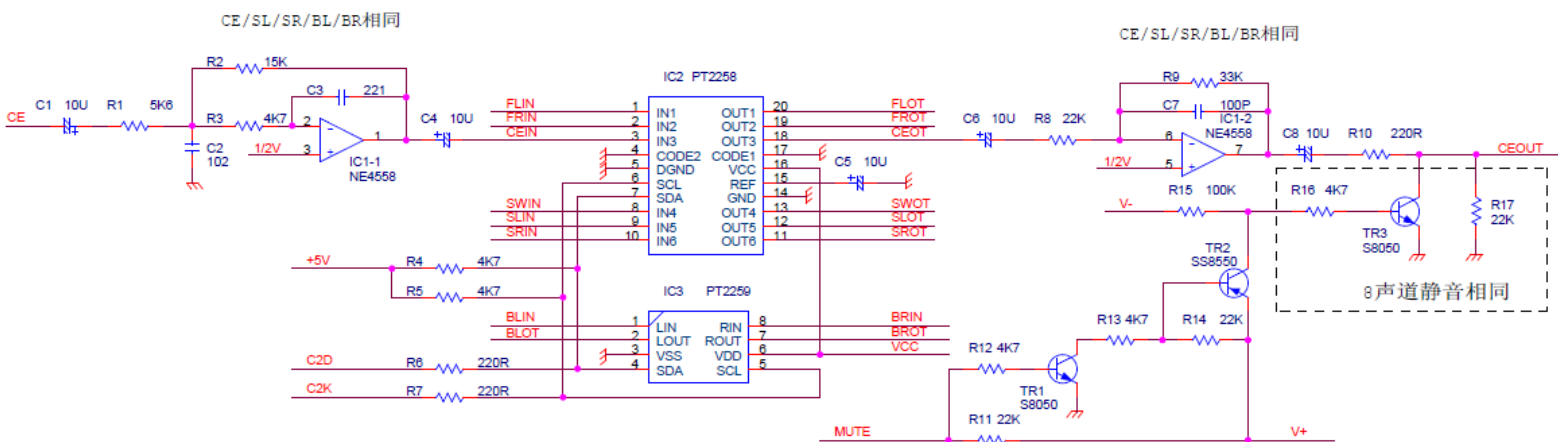 CE/SL/SR/BL/BR相同
CE/SL/SR/BL/BR相同
R2 15K
C3 221
C1 10U R1 5K6
CE
R3 4K7
C2
102
1/2V
2
3
1
IC1-1
NE4558
C4 10U
IC2 PT2258
FLIN 1 IN1 OUT1 20 FLOT
FRIN 2 IN2 OUT2 19 FROT
CEIN 3 IN3 OUT3 18 CEOT
4 CODE2 CODE1 17
5 DGND VCC 16
6 SCL REF 15
7 SDA GND 14
SWIN 8 IN4 OUT4 13 SWOT
SLIN 9 IN5 OUT5 12 SLOT
SRIN 10 IN6 OUT6 11 SROT
C5 10U
+5V
R4 4K7
R5 4K7
IC3 PT2259
BLIN 1 LIN RIN 8 BRIN
BLOT 2 LOUT ROUT 7 BROT
3 VSS VDD 6 VCC
4 SDA SCL 5
C2D R6 220R
C2K R7 220R
R9 33K
C7 100P
IC1-2
NE4558
C6 10U
R8 22K
6
5
7
1/2V
C8 10U R10 220R
CEOUT
V-
R15 100K
R16 4K7
TR3
S8050
R17
22K
8声道静音相同
TR2
SS8550
R13 4K7 R14 22K
R12 4K7
TR1
S8050
R11 22K
MUTE
V+